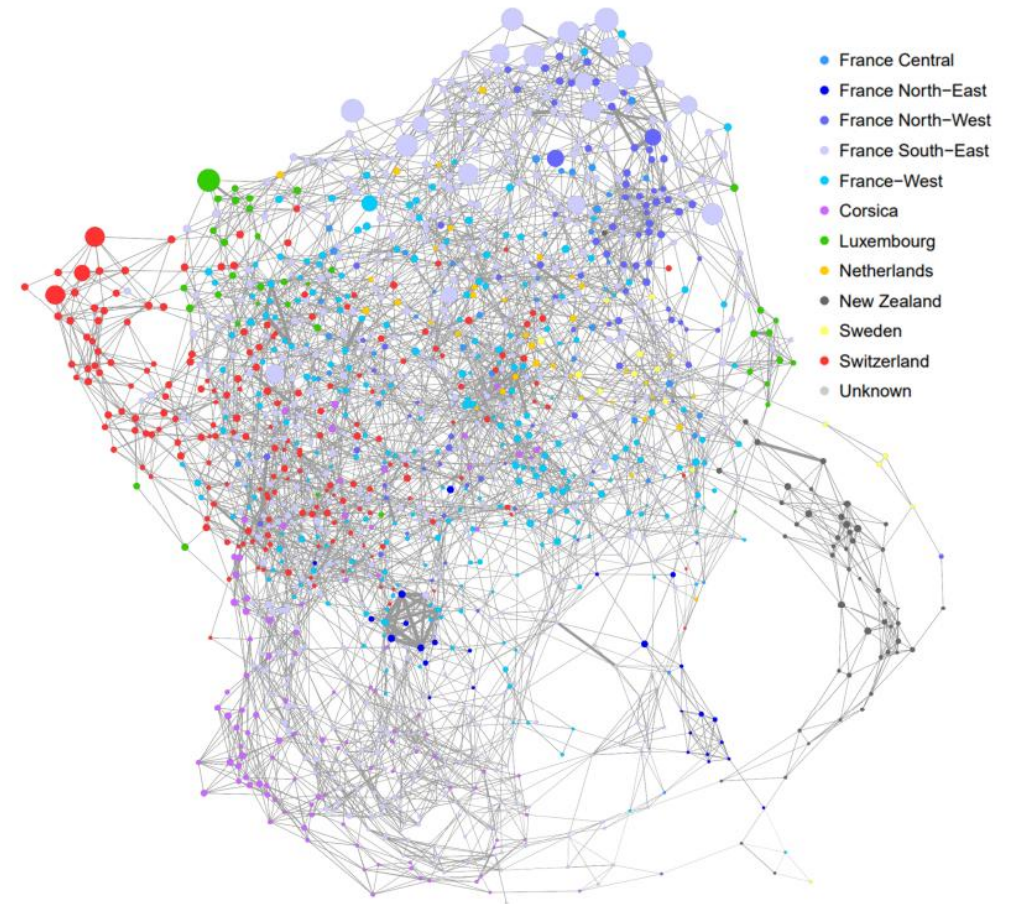 France Central
France North−East
France North−West
France South−East
France−West
Corsica
Luxembourg
Netherlands
New Zealand
Sweden
Switzerland
Unknown